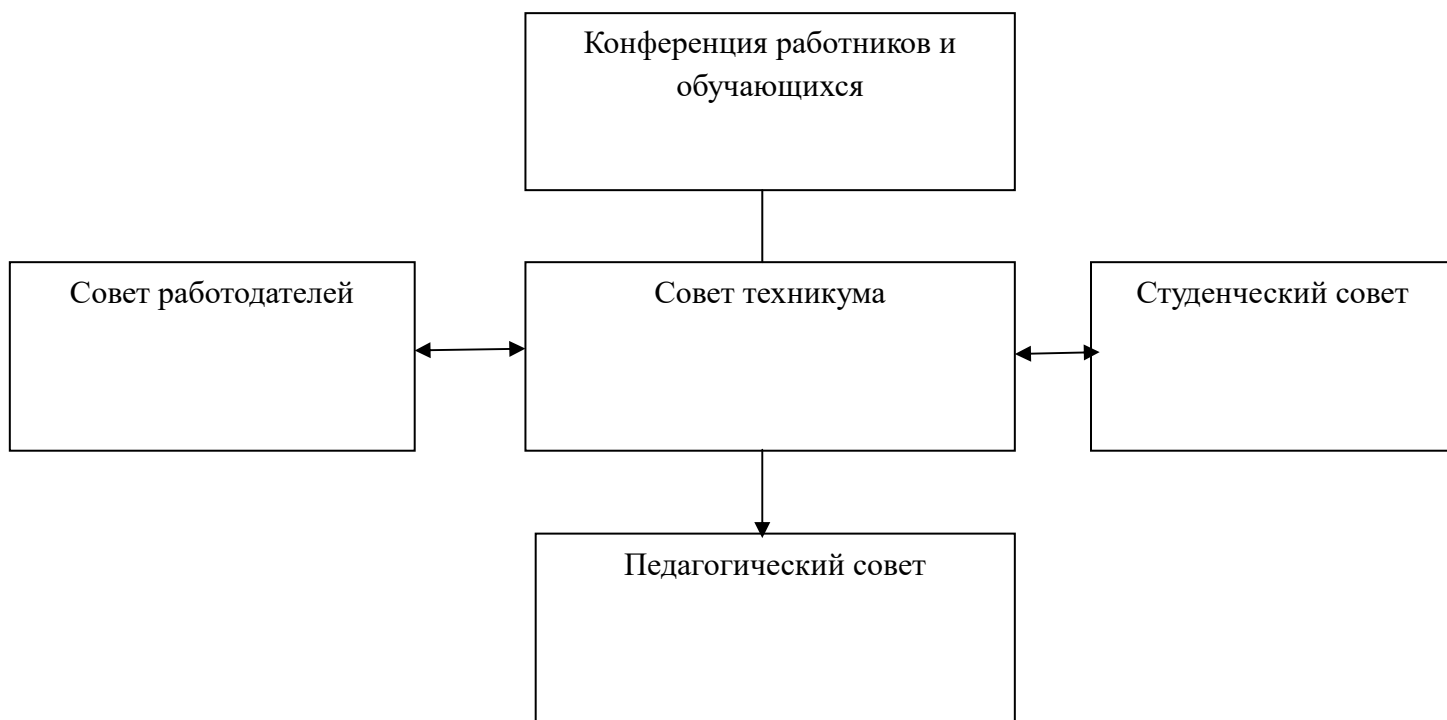 Конференция работников и
обучающихся
Совет работодателей
Совет техникума
Студенческий совет
Педагогический совет